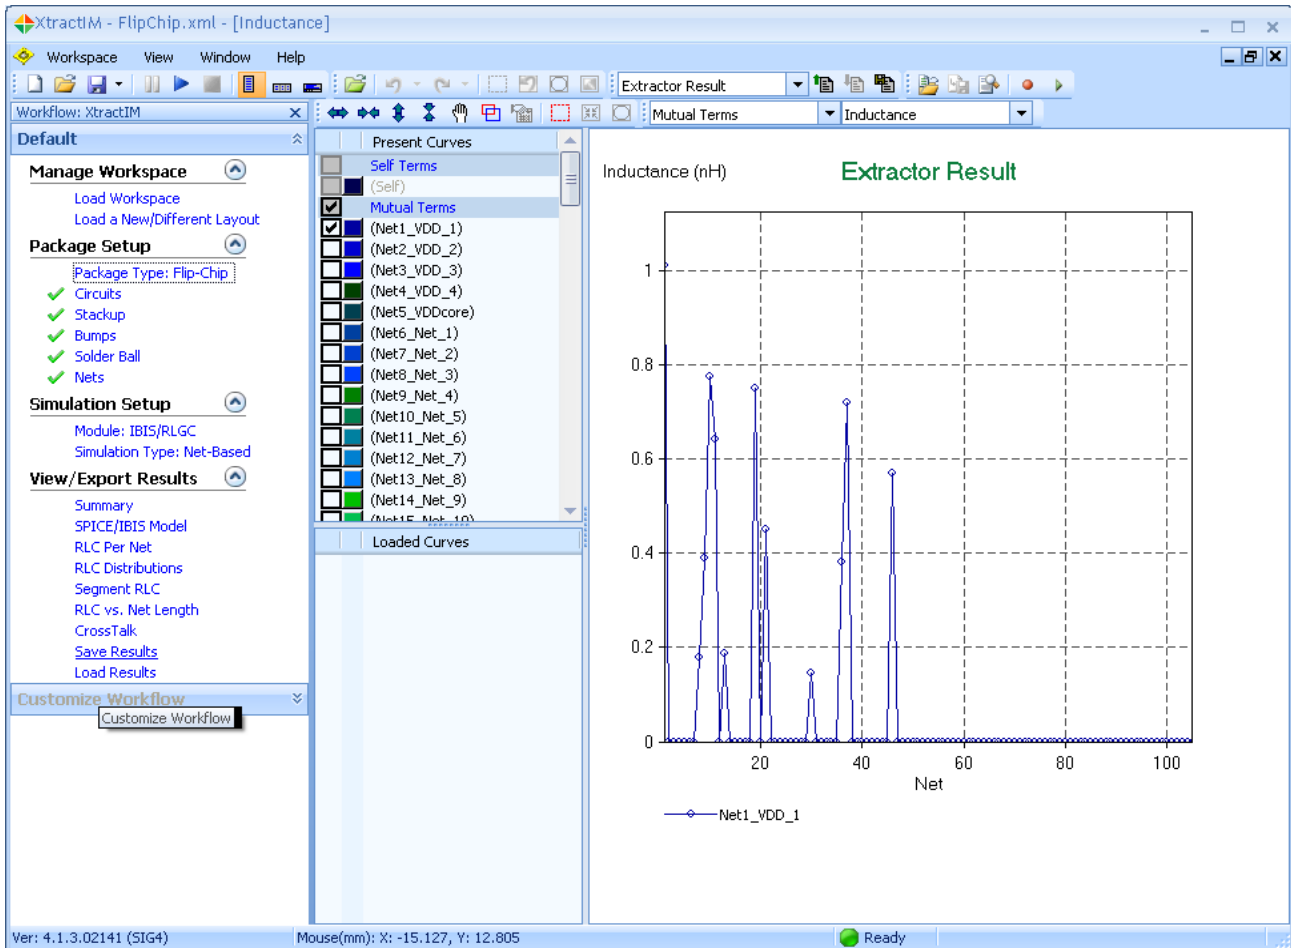 XtractIM - FlipChip.xml - [Inductance]
Workspace View Window Help
Extractor Result
Workflow: XtractIM
Mutual Terms Inductance
Default
Manage Workspace
Load Workspace
Load a New/Different Layout
Package Setup
Package Type: Flip-Chip
Circuits
Stackup
Bumps
Solder Ball
Nets
Simulation Setup
Module: IBIS/RLGC
Simulation Type: Net-Based
View/Export Results
Summary
SPICE/IBIS Model
RLC Per Net
RLC Distributions
Segment RLC
RLC vs. Net Length
CrossTalk
Save Results
Load Results
Customize Workflow
Customize Workflow
Present Curves
Self Terms
(Self)
Mutual Terms
(Net1_VDD_1)
(Net2_VDD_2)
(Net3_VDD_3)
(Net4_VDD_4)
(Net5_VDDcore)
(Net6_Net_1)
(Net7_Net_2)
(Net8_Net_3)
(Net9_Net_4)
(Net10_Net_5)
(Net11_Net_6)
(Net12_Net_7)
(Net13_Net_8)
(Net14_Net_9)
(Net15_Net_10)
Loaded Curves
Inductance (nH)
Extractor Result
1
0.8
0.6
0.4
0.2
0
20 40 60 80 100
Net
Net1_VDD_1
Ver: 4.1.3.02141 (SIG4)
Mouse(mm): X: -15.127, Y: 12.805
Ready